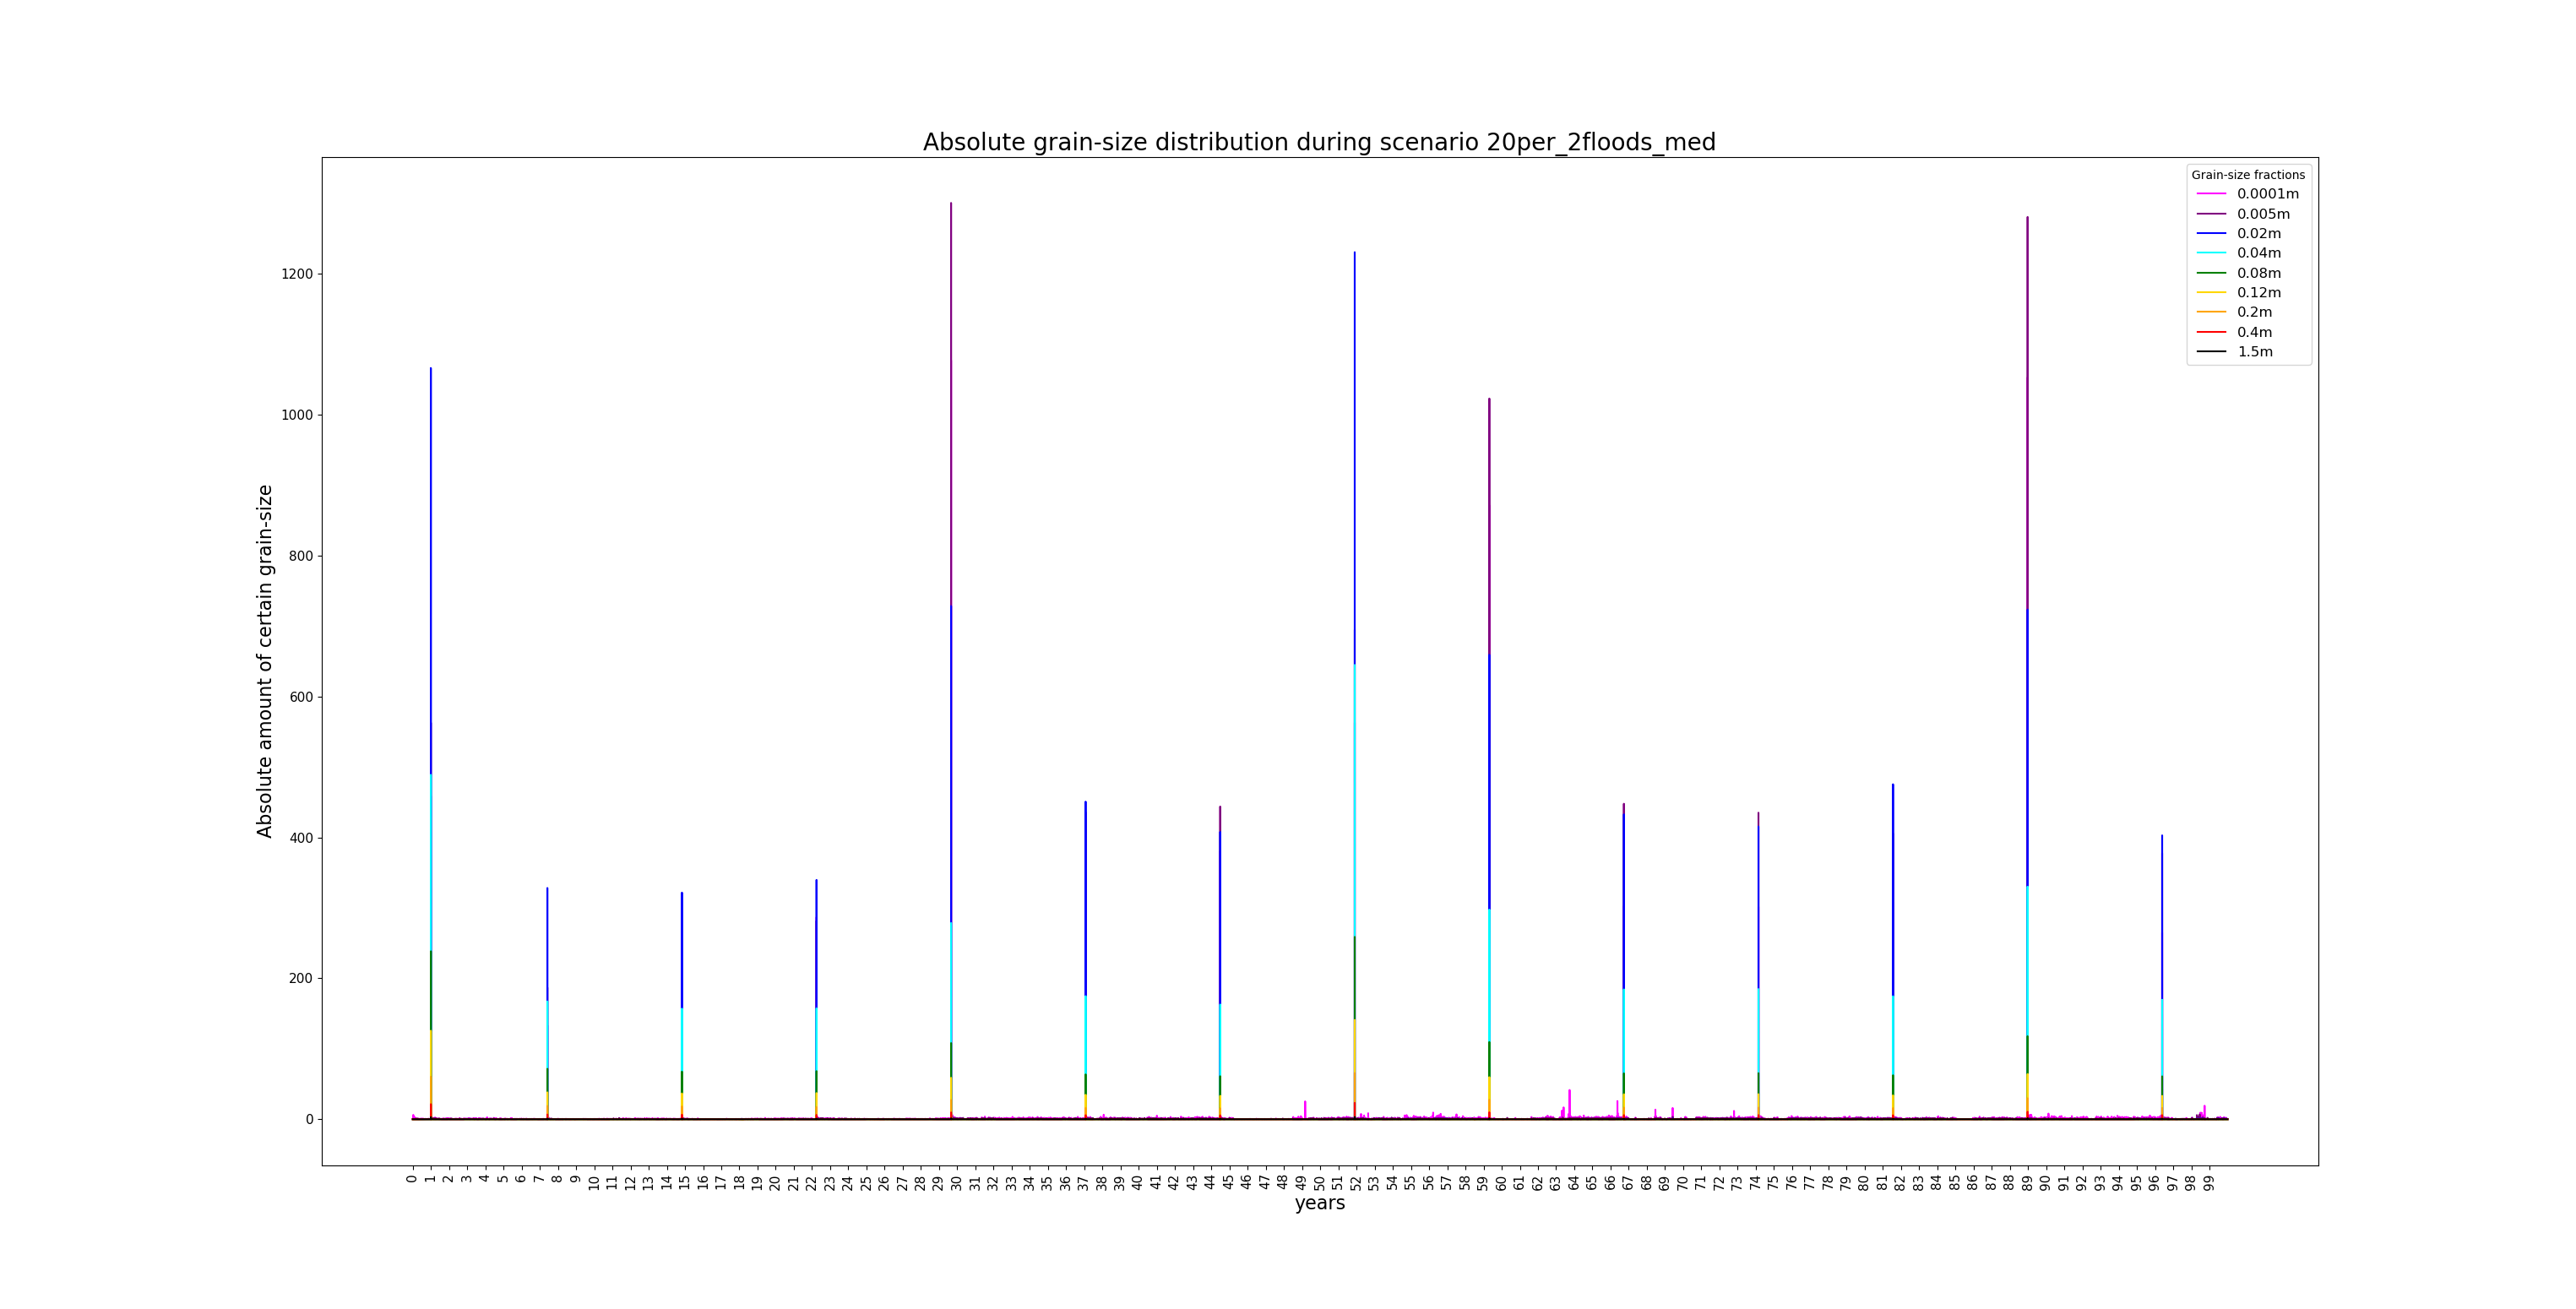 Absolute grain-size distribution during scenario 20per_2floods_med
Grain-size fractions
0.0001m
0.005m
0.02m
0.04m
0.08m
0.12m
0.2m
0.4m
1.5m
Absolute amount of certain grain-size
1200
1000
800
600
400
200
0
0 1 2 3 4 5 6 7 8 9 10 11 12 13 14 15 16 17 18 19 20 21 22 23 24 25 26 27 28 29 30 31 32 33 34 35 36 37 38 39 40 41 42 43 44 45 46 47 48 49 50 51 52 53 54 55 56 57 58 59 60 61 62 63 64 65 66 67 68 69 70 71 72 73 74 75 76 77 78 79 80 81 82 83 84 85 86 87 88 89 90 91 92 93 94 95 96 97 98 99
years